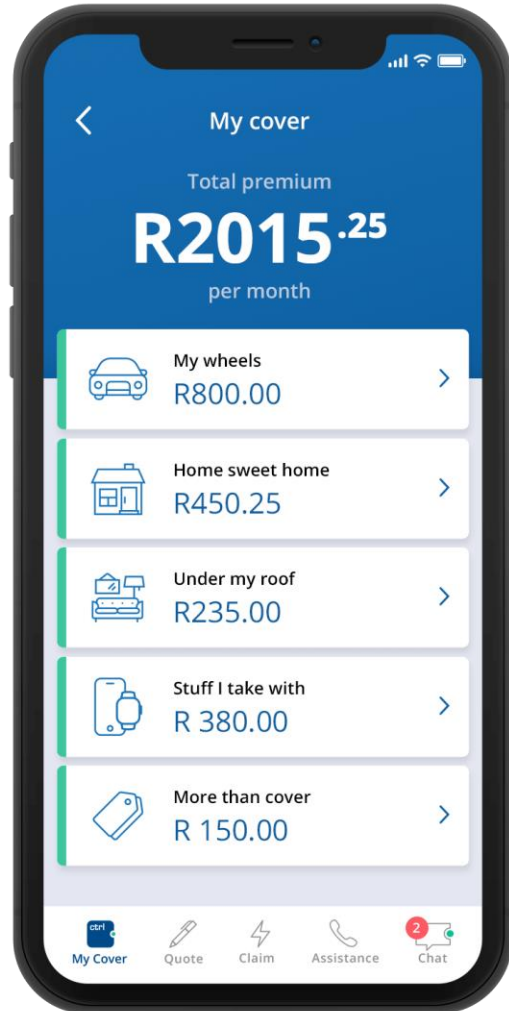 My cover
Total premium
R2015.25
per month
My wheels
R800.00
Home sweet home
R450.25
Under my roof
R235.00
Stuff I take with
R 380.00
More than cover
R 150.00
ctrl
2
My Cover
Quote
Claim
Assistance
Chat